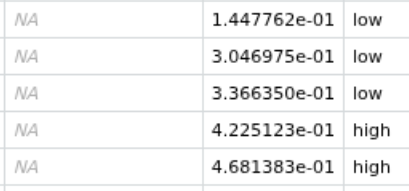 NA 1.447762e-01 low
NA 3.046975e-01 low
NA 3.366350e-01 low
NA 4.225123e-01 high
NA 4.681383e-01 high